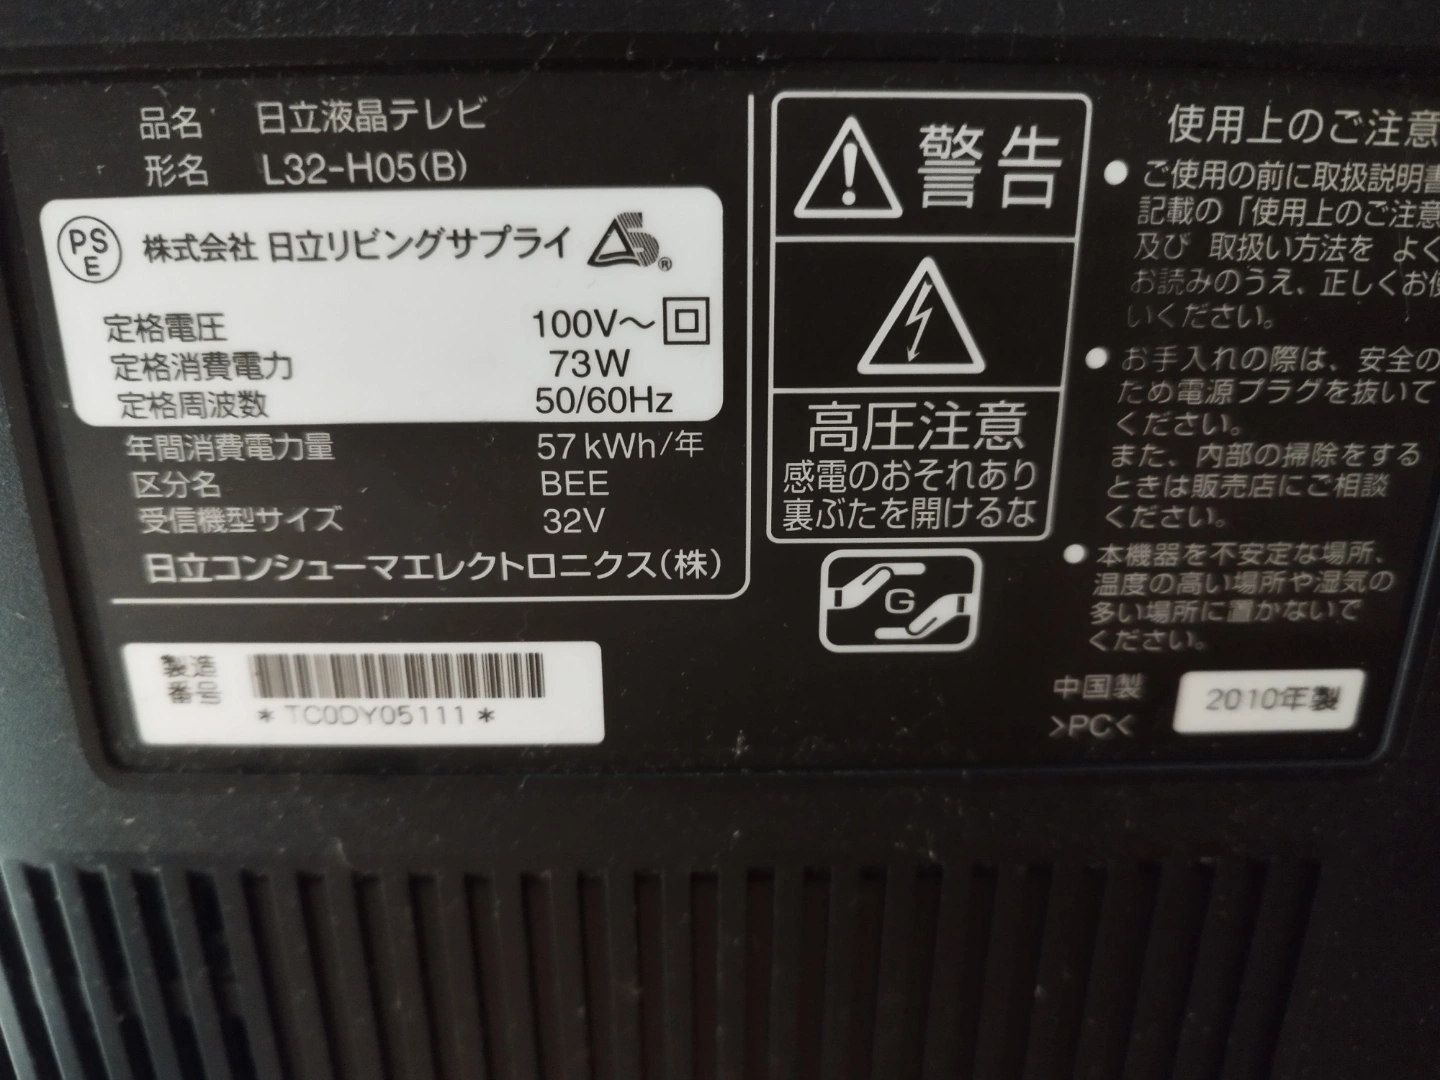 品名 日立液晶テレビ
形名 L32-H05(B)
PS
E
株式会社 日立リビングサプライ
S ®
定格電圧 100V～
定格消費電力 73W
定格周波数 50/60Hz
年間消費電力量 57kWh/年
区分名 BEE
受信機型サイズ 32V
日立コンシューマエレクトロニクス(株)
製造
番号
*TC0DY05111*
警告
高圧注意
感電のおそれあり
裏ぶたを開けるな
G
使用上のご注意
●ご使用の前に取扱説明書
記載の「使用上のご注意
及び 取扱い方法を よく
お読みのうえ、正しくお使
いください。
●お手入れの際は、安全の
ため電源プラグを抜いて
ください。
また、内部の掃除をする
ときは販売店にご相談
ください。
●本機器を不安定な場所、
温度の高い場所や湿気の
多い場所に置かないで
ください。
中国製
>PC<
2010年製